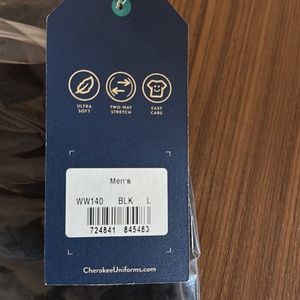 ULTRA SOFT
TWO-WAY STRETCH
EASY CARE
Men's
WW140 BLK L
724841 845483
CherokeeUniforms.com